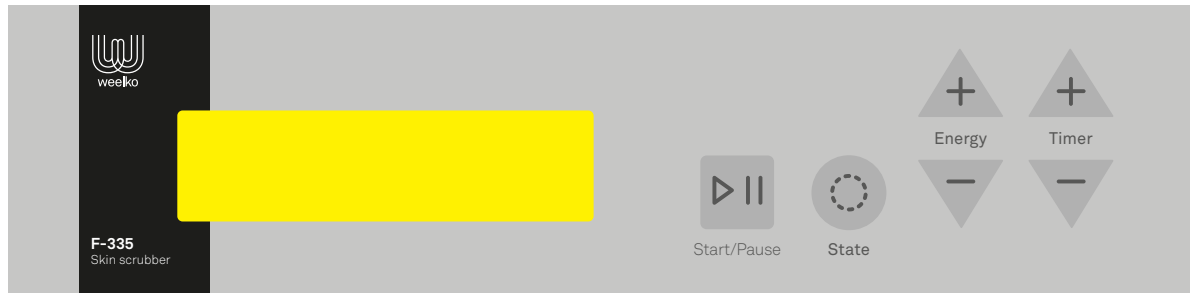 weelko
F-335
Skin scrubber
Start/Pause
State
Energy
Timer